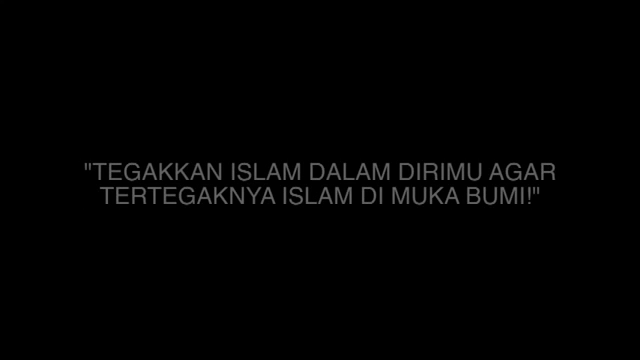 "TEGAKKAN ISLAM DALAM DIRIMU AGAR
TERTEGAKNYA ISLAM DI MUKA BUMI!"